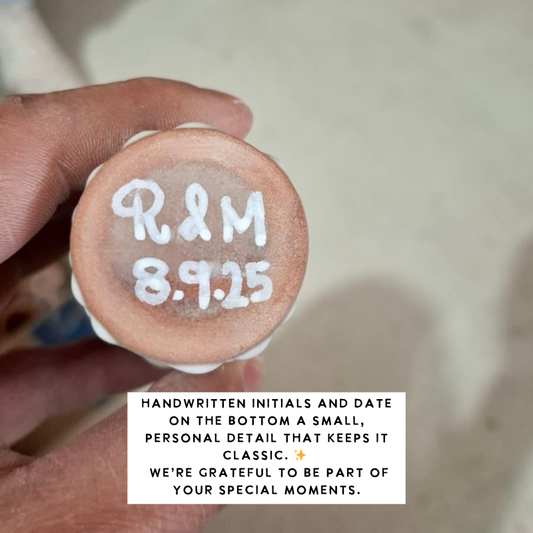 R & M
8.9.25
HANDWRITTEN INITIALS AND DATE
ON THE BOTTOM A SMALL,
PERSONAL DETAIL THAT KEEPS IT
CLASSIC. ✨
WE'RE GRATEFUL TO BE PART OF
YOUR SPECIAL MOMENTS.